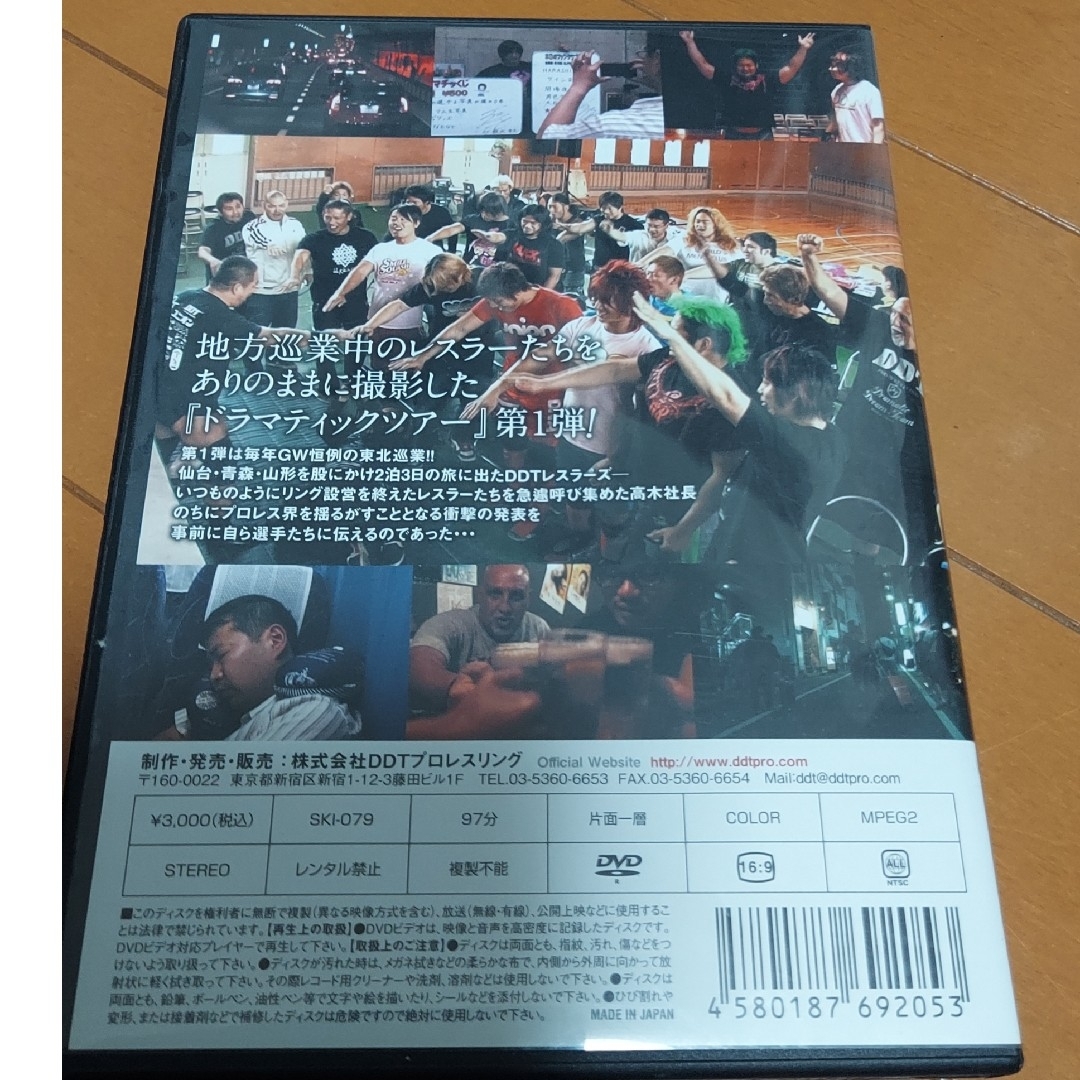 ¥500
地方巡業中のレスラーたちを
ありのままに撮影した
『ドラマティックツアー』第1弾!
第1弾は毎年GW恒例の東北巡業!!
仙台・青森・山形を股にかけ2泊3日の旅に出たDDTレスラーズ―
いつものようにリング設営を終えたレスラーたちを急遽呼び集めた高木社長
のちにプロレス界を揺るがすこととなる衝撃の発表を
事前に自ら選手たちに伝えるのであった・・・
制作・発売・販売:株式会社DDTプロレスリング Official Website http://www.ddtpro.com
〒160-0022 東京都新宿区新宿1-12-3藤田ビル1F TEL.03-5360-6653 FAX.03-5360-6654 Mail:ddt@ddtpro.com
¥3,000(税込) SKI-079 97分 片面一層 COLOR MPEG2
STEREO レンタル禁止 複製不能 DVD R 16:9 ALL NTSC
■このディスクを権利者に無断で複製(異なる映像方式を含む)、放送(無線・有線)、公開上映などに使用するこ
とは法律で禁じられています。【再生上の取扱】●DVDビデオは、映像と音声を高密度に記録したディスクです。
DVDビデオ対応プレイヤーで再生して下さい。【取扱上のご注意】●ディスクは両面とも、指紋、汚れ、傷などをつ
けないよう取り扱って下さい。●ディスクが汚れた時は、メガネ拭きなどの柔らかな布で、内側から外周に向かって放
射状に軽く拭き取って下さい。その際レコード用クリーナーや洗剤、溶剤などは使用しないで下さい。●ディスクは
両面とも、鉛筆、ボールペン、油性ペン等で文字や絵を描いたり、シールなどを添付しないで下さい。●ひび割れや
変形、または接着剤などで補修したディスクは危険ですので絶対に使用しないで下さい。 MADE IN JAPAN
4 580187 692053